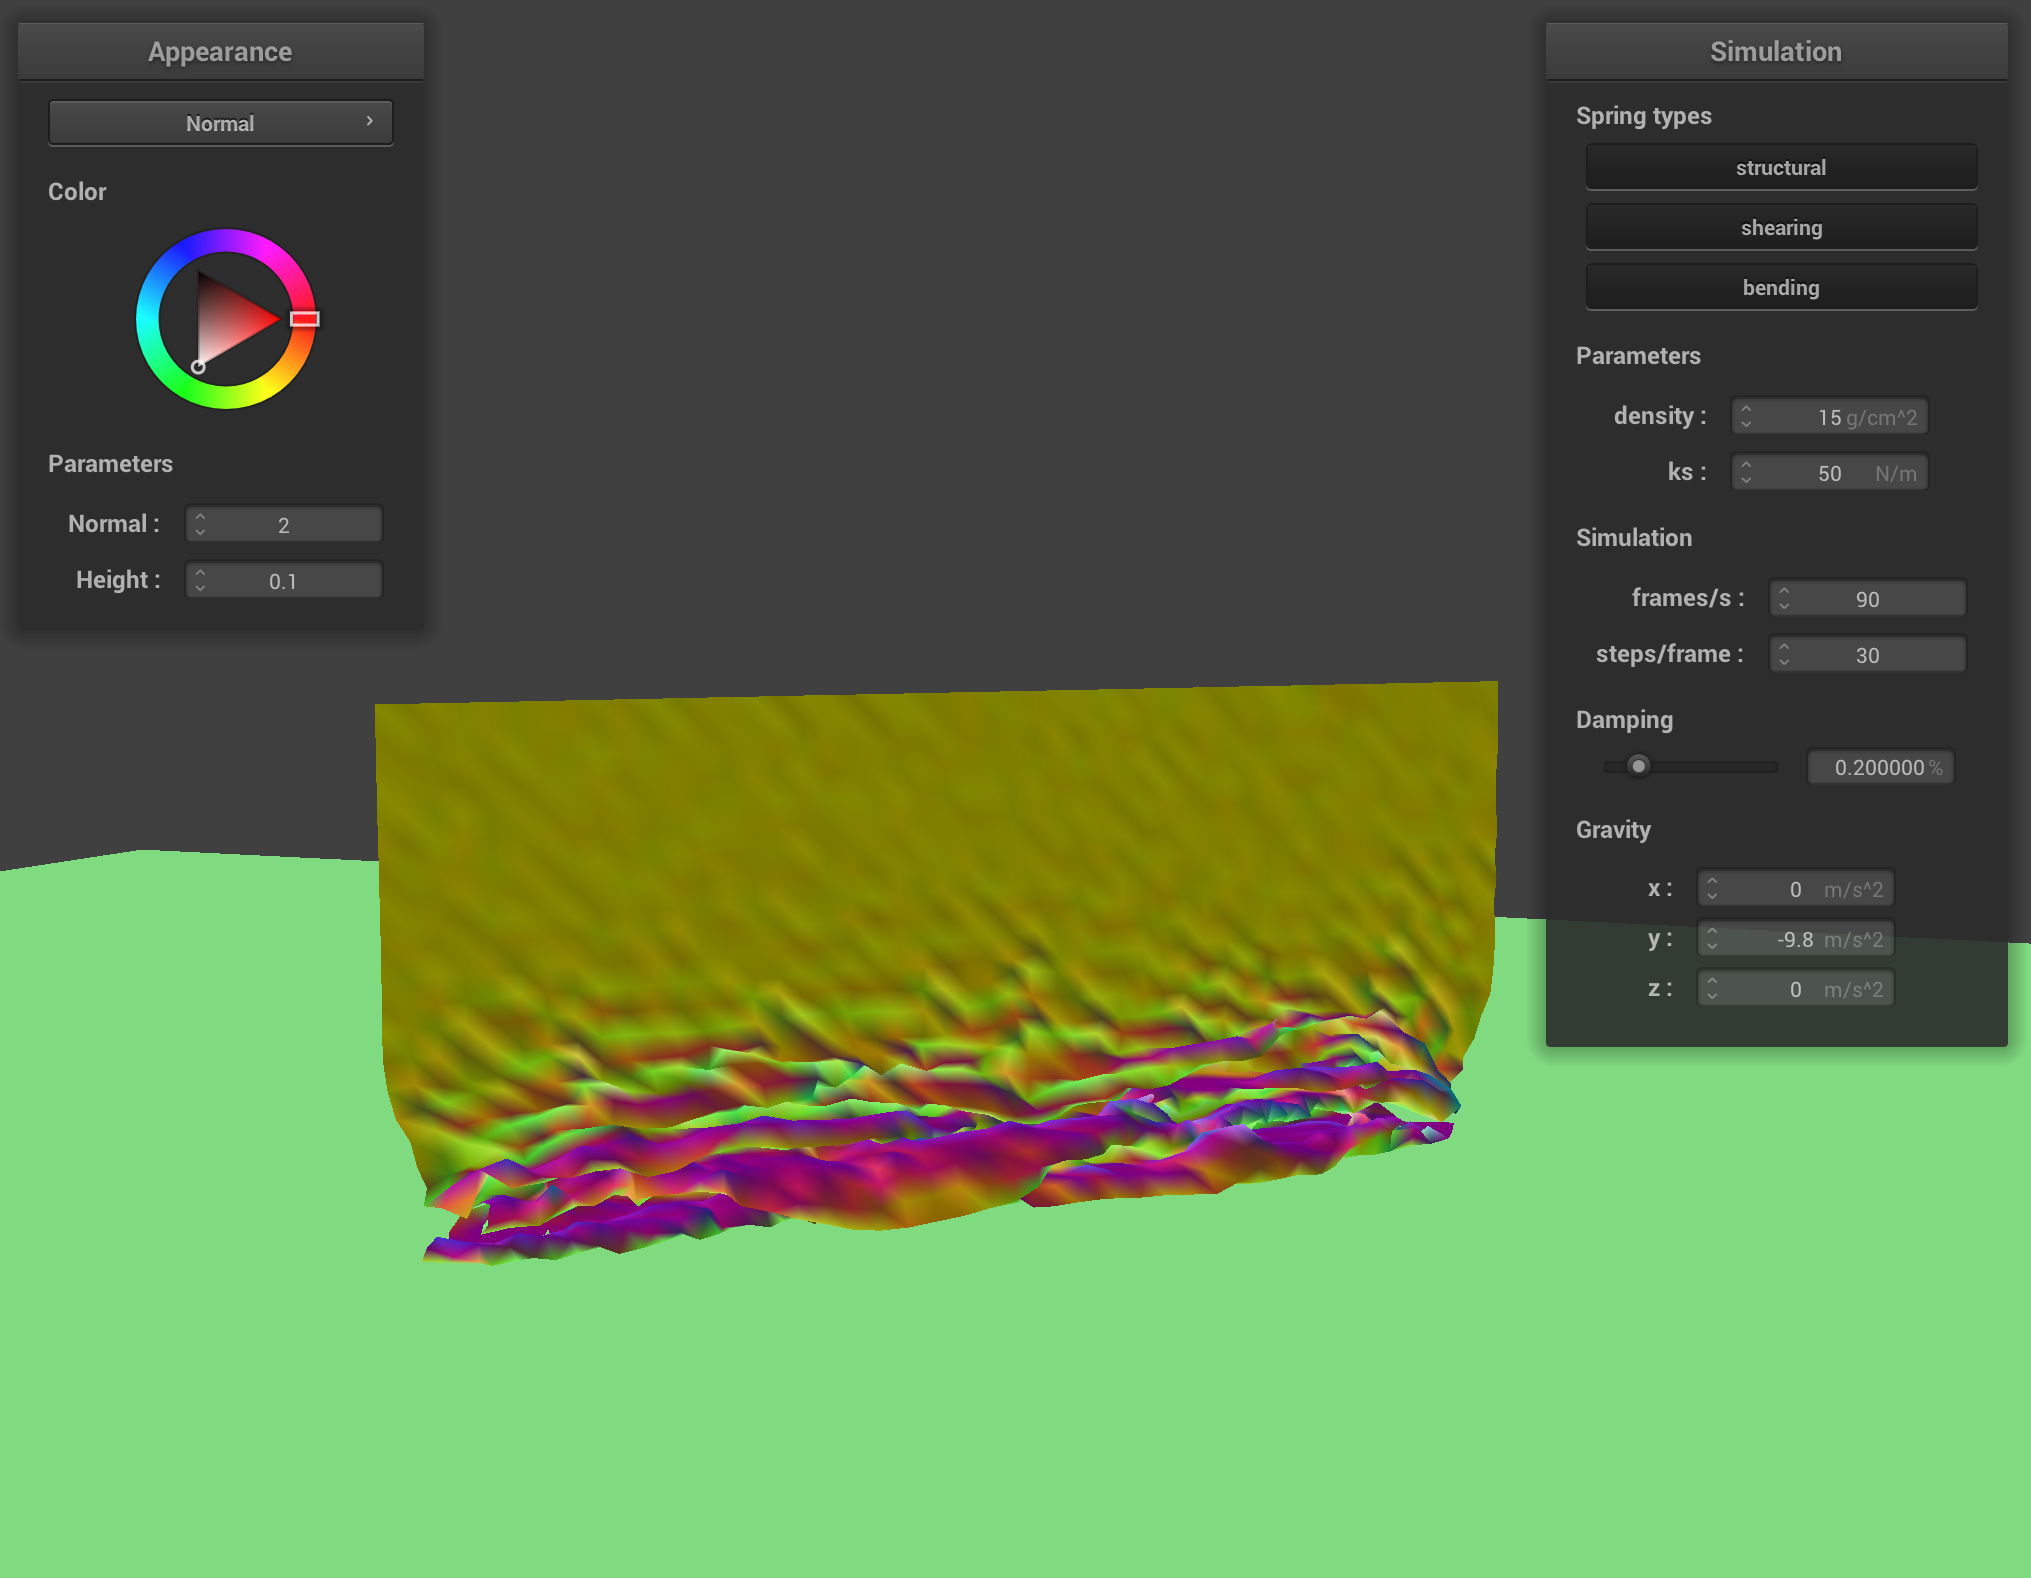 Appearance
Normal
Color
Parameters
Normal : 2
Height : 0.1
Simulation
Spring types
structural
shearing
bending
Parameters
density : 15 g/cm^2
ks : 50 N/m
Simulation
frames/s : 90
steps/frame : 30
Damping
0.200000 %
Gravity
x : 0 m/s^2
y : -9.8 m/s^2
z : 0 m/s^2